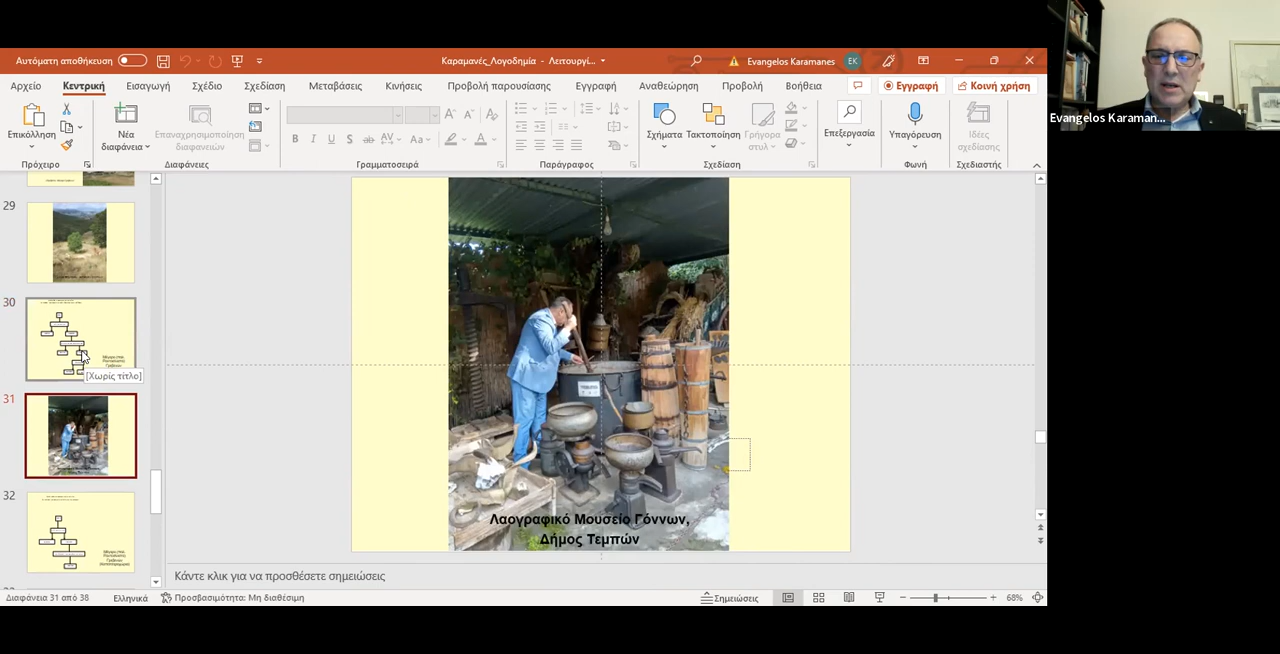 Αυτόματη αποθήκευση
Καραμανές_Λογοδημία - Λειτουργί...
Evangelos Karamanes
EK
Αρχείο Κεντρική Εισαγωγή Σχέδιο Σχεδίαση Μεταβάσεις Κινήσεις Προβολή παρουσίασης Εγγραφή Αναθεώρηση Προβολή Βοήθεια
Εγγραφή
Κοινή χρήση
Επικόλληση
Νέα διαφάνεια
Επαναχρησιμοποίηση διαφανειών
Σχήματα
Τακτοποίηση
Γρήγορα στυλ
Επεξεργασία
Υπαγόρευση
Ιδέες σχεδίασης
Πρόχειρο Διαφάνειες Γραμματοσειρά Παράγραφος Σχεδίαση Φωνή Σχεδιαστής
29
30
[Χωρίς τίτλο]
31
32
Λαογραφικό Μουσείο Γόννων,
Δήμος Τεμπών
Κάντε κλικ για να προσθέσετε σημειώσεις
Διαφάνεια 31 από 38 Ελληνικά Προσβασιμότητα: Μη διαθέσιμη Σημειώσεις 68%
Evangelos Karaman...